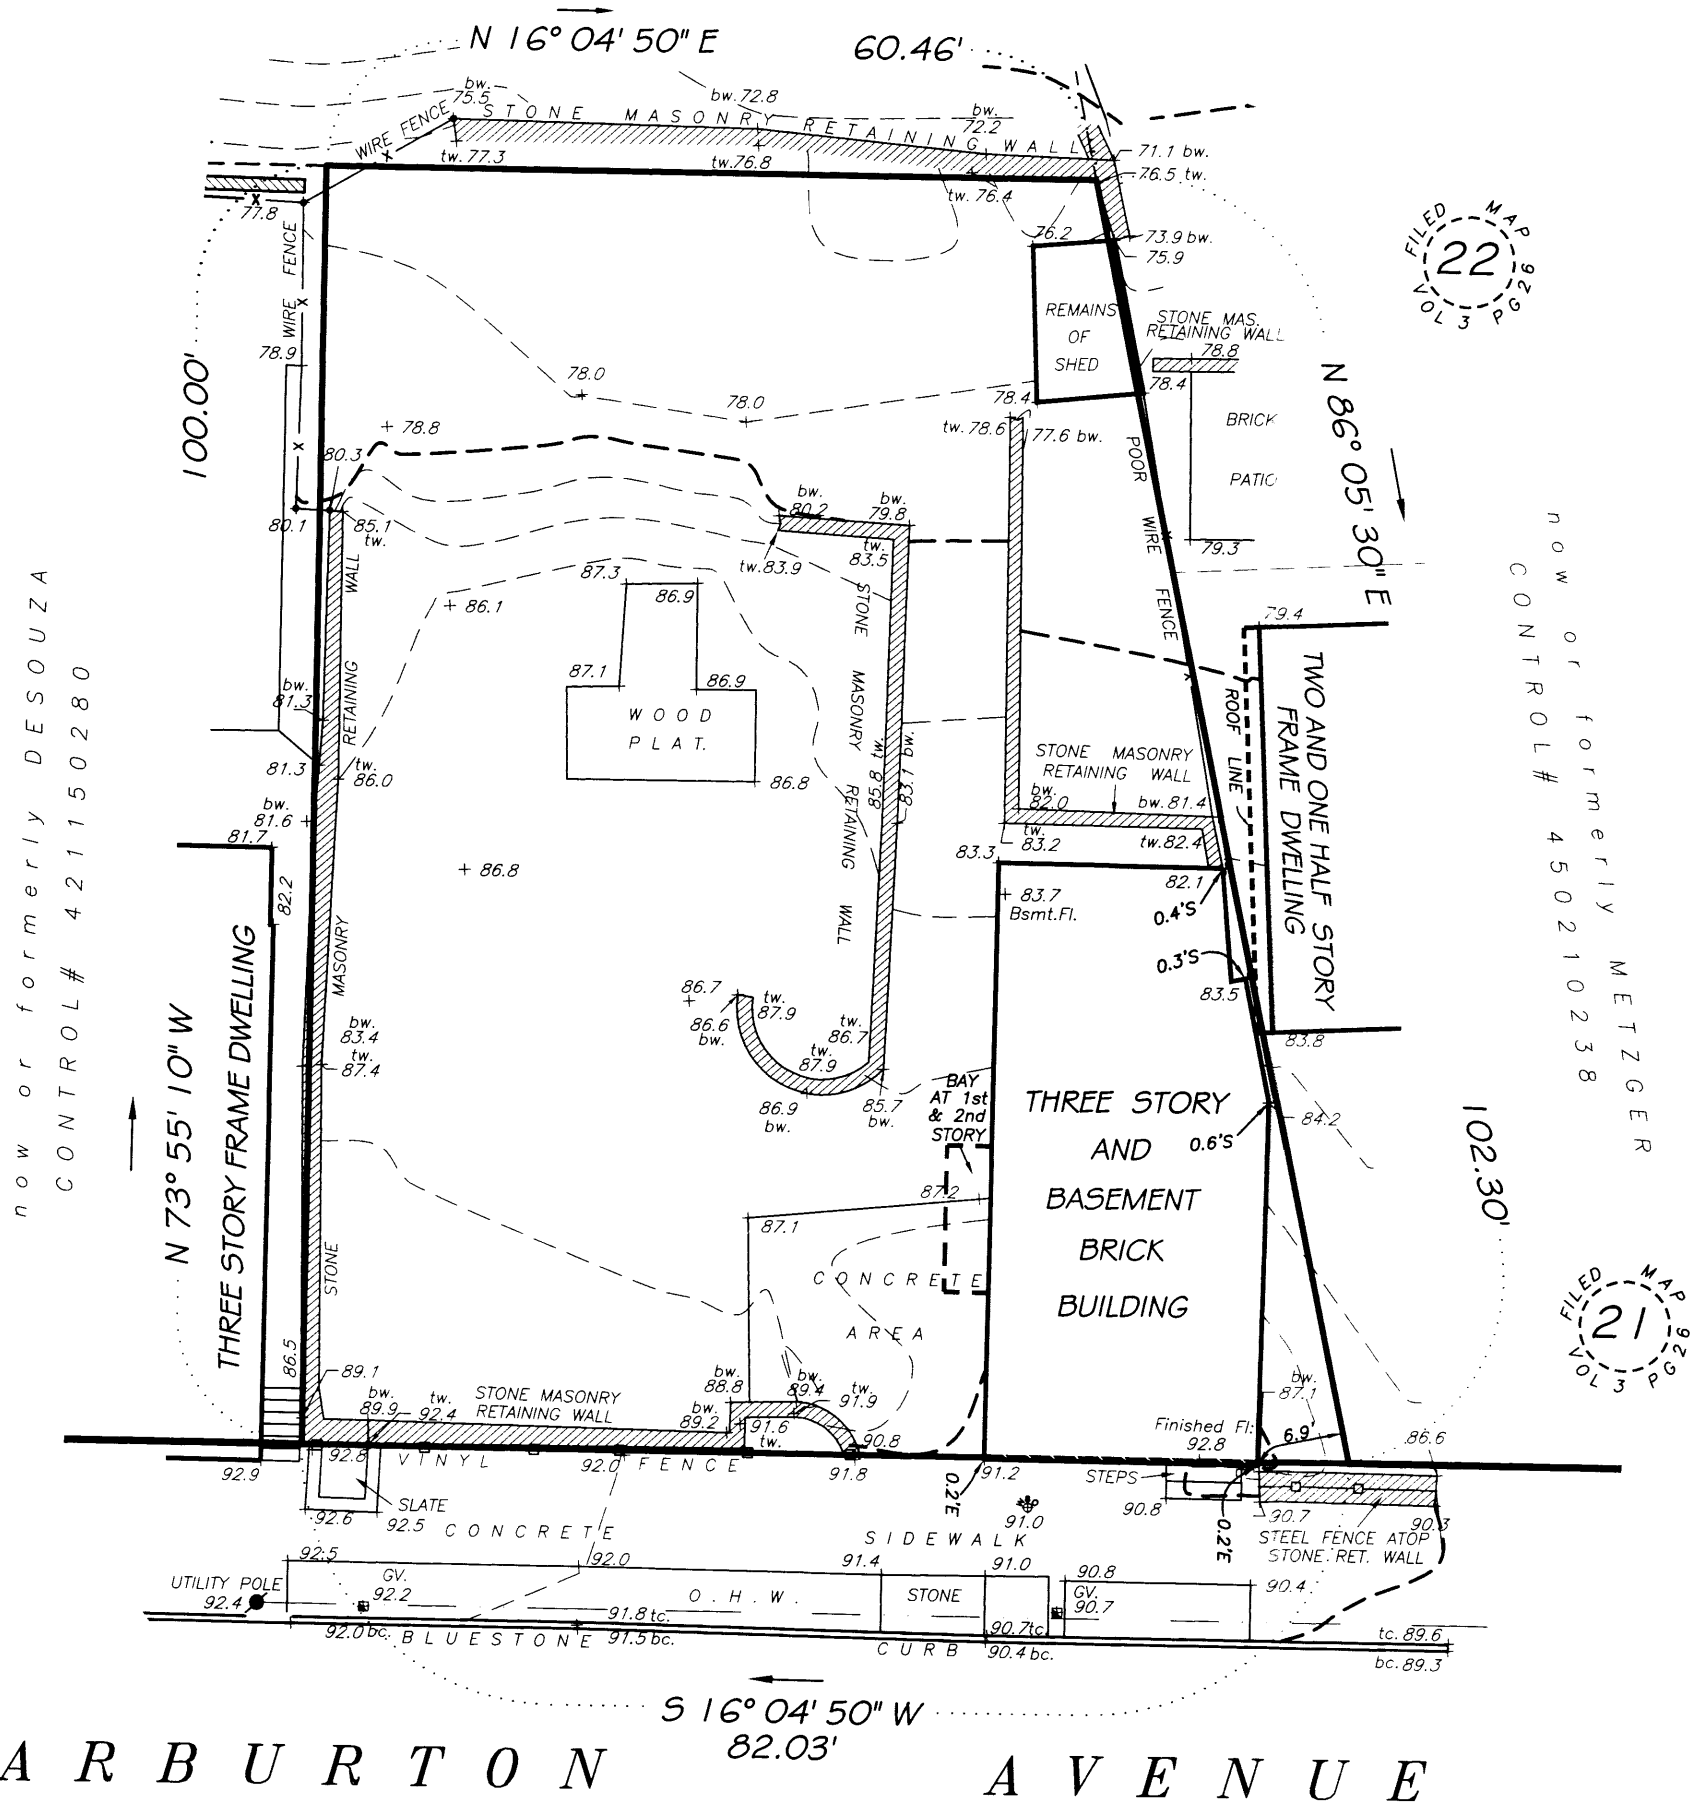 N 16° 04' 50" E 60.46'
bw.
75.5
bw. 72.8
bw.
72.2
STONE MASONRY RETAINING WALL
WIRE FENCE
tw. 77.3
tw. 76.8
tw. 76.4
71.1 bw.
76.5 tw.
77.8
76.2
73.9 bw.
75.9
FILED MAP
22
VOL 3 PG 26
WIRE FENCE
REMAINS
OF
SHED
STONE MAS.
RETAINING WALL
78.8
78.9
78.0
78.0
78.4
78.4
100.00'
+ 78.8
tw. 78.6
77.6 bw.
BRICK
PATIO
N 86° 05' 30" E
POOR WIRE FENCE
80.3
80.1
85.1
tw.
bw.
80.2
bw.
79.8
tw.
83.5
tw. 83.9
79.3
87.3
86.9
+ 86.1
79.4
now or formerly DESOUZA
CONTROL# 421150280
now or formerly METZGER
CONTROL# 450210238
STONE MASONRY RETAINING WALL
87.1
86.9
WOOD
PLAT.
86.8
bw.
81.3
81.3
tw.
86.0
85.8 tw.
83.1 bw.
STONE MASONRY
RETAINING WALL
bw.
82.0
bw. 81.4
ROOF LINE
TWO AND ONE HALF STORY
FRAME DWELLING
bw.
81.6
81.7
82.2
tw.
83.2
tw. 82.4
83.3
82.1
+ 86.8
+ 83.7
Bsmt.Fl.
0.4'S
0.3'S
83.5
83.8
STONE MASONRY RETAINING WALL
THREE STORY FRAME DWELLING
N 73° 55' 10" W
86.7
86.6
bw.
tw.
87.9
tw.
86.7
tw.
87.9
bw.
83.4
tw.
87.4
86.9
bw.
85.7
bw.
BAY
AT 1st
& 2nd
STORY
THREE STORY
AND
BASEMENT
BRICK
BUILDING
84.2
0.6'S
102.30'
87.2
87.1
CONCRETE
AREA
FILED MAP
21
VOL 3 PG 26
86.5
89.1
bw.
89.9
tw.
92.4
STONE MASONRY
RETAINING WALL
bw.
88.8
bw.
89.4
tw.
91.9
bw.
89.2
91.6
tw.
90.8
bw.
87.1
Finished Fl:
92.8
6.9'
86.6
92.9
92.8
VINYL FENCE
92.0
91.8
91.2
0.2'E
STEPS
90.8
0.2'E
90.7
90.3
SLATE
92.6
92.5
CONCRETE SIDEWALK
91.0
STEEL FENCE ATOP
STONE RET. WALL
92.5
92.0
91.4
91.0
90.8
90.4
UTILITY POLE
92.4
GV.
92.2
O.H.W.
STONE
GV.
90.7
91.8 tc.
90.7tc
tc. 89.6
92.0bc.
BLUESTONE CURB
91.5bc.
90.4 bc.
bc. 89.3
S 16° 04' 50" W
82.03'
ARBURTON AVENUE